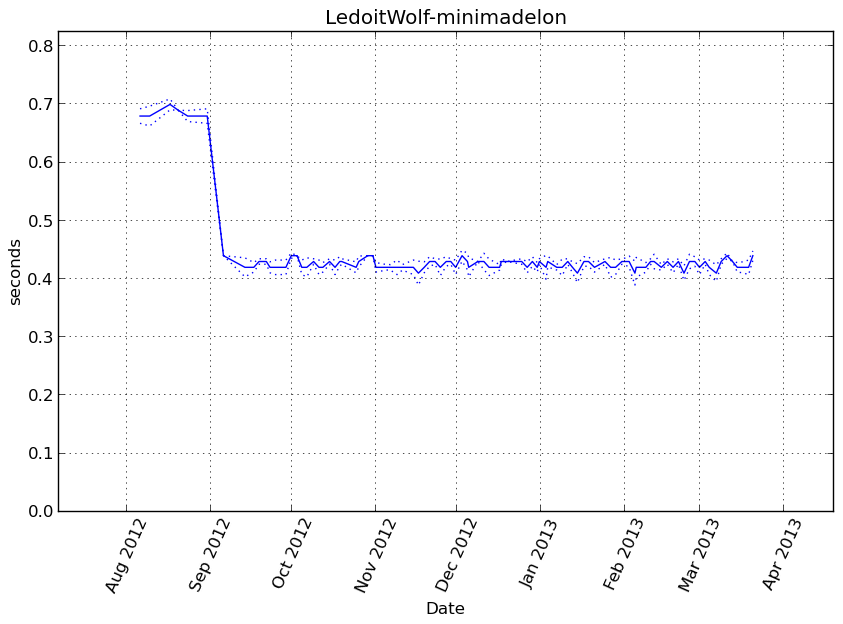 LedoitWolf-minimadelon
0.8
0.7
0.6
0.5
0.4
0.3
0.2
0.1
0.0
seconds
Aug 2012
Sep 2012
Oct 2012
Nov 2012
Dec 2012
Jan 2013
Feb 2013
Mar 2013
Apr 2013
Date